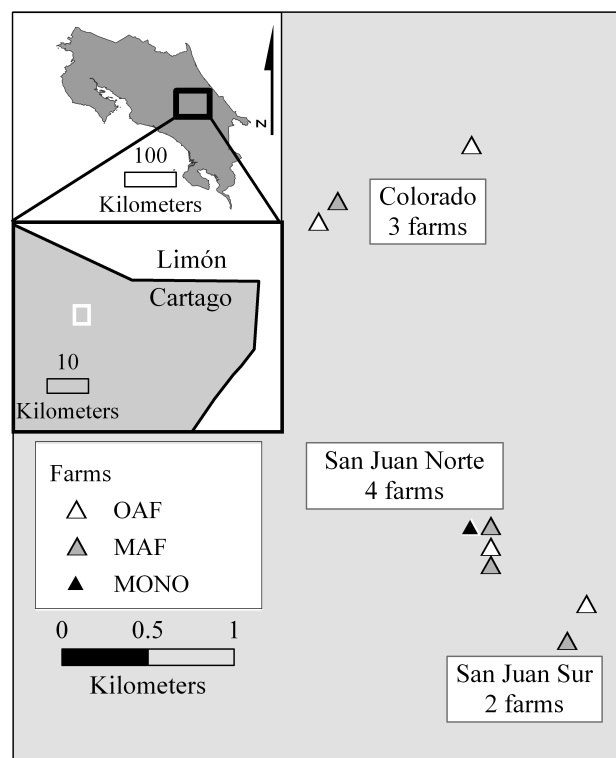 N
100
Kilometers
Limón
Cartago
10
Kilometers
Colorado
3 farms
San Juan Norte
4 farms
Farms
OAF
MAF
MONO
0 0.5 1
Kilometers
San Juan Sur
2 farms